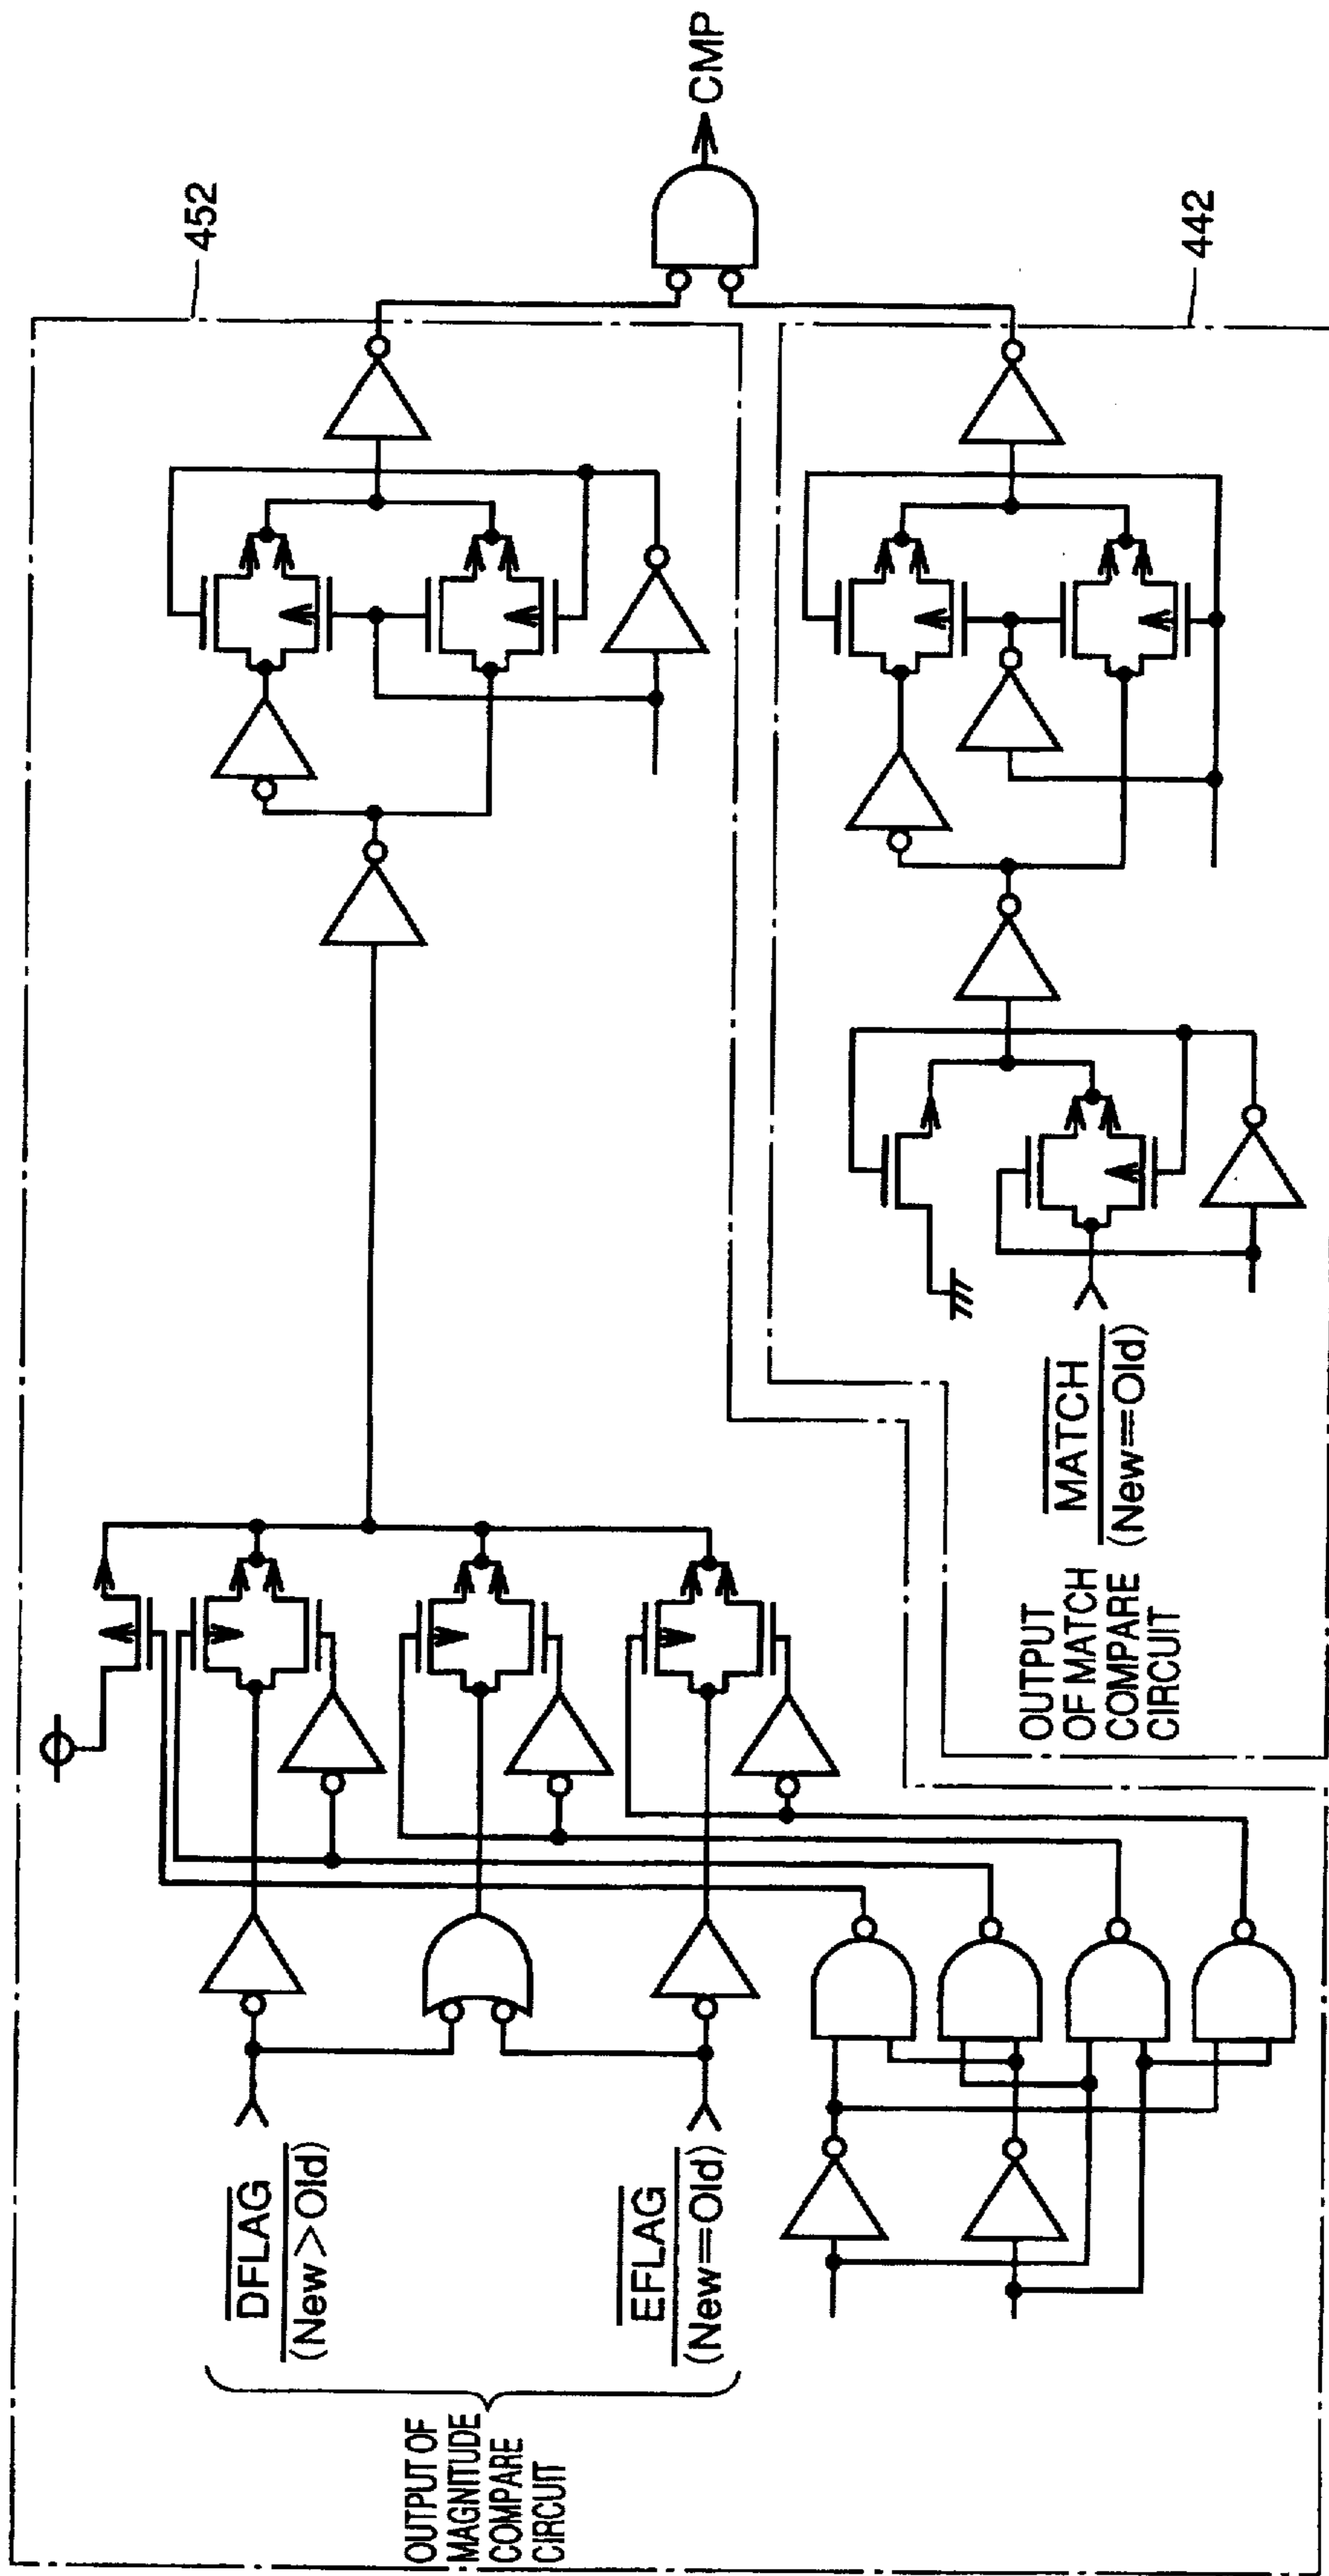 452
DFLAG
(New>Old)
EFLAG
(New=Old)
OUTPUT OF
MAGNITUDE
COMPARE
CIRCUIT
CMP
442
MATCH
(New=Old)
OUTPUT
OF MATCH
COMPARE
CIRCUIT